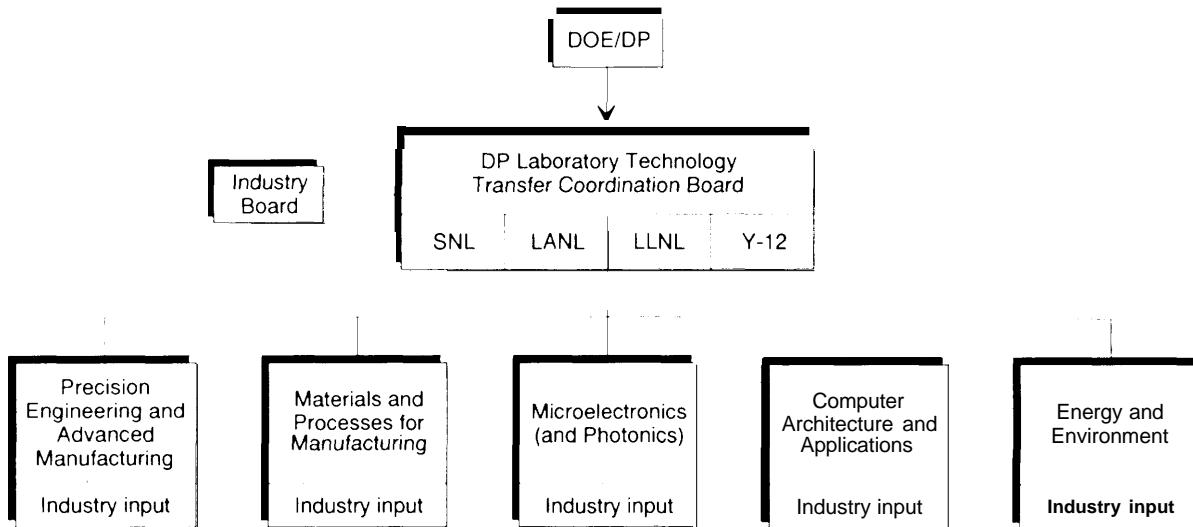 DOE/DP
DP Laboratory Technology
Transfer Coordination Board
Industry
Board
SNL
LANL
LLNL
Y-12
Precision
Engineering and
Advanced
Manufacturing
Industry input
Materials and
Processes for
Manufacturing
Industry input
Microelectronics
(and Photonics)
Industry input
Computer
Architecture and
Applications
Industry input
Energy and
Environment
Industry input